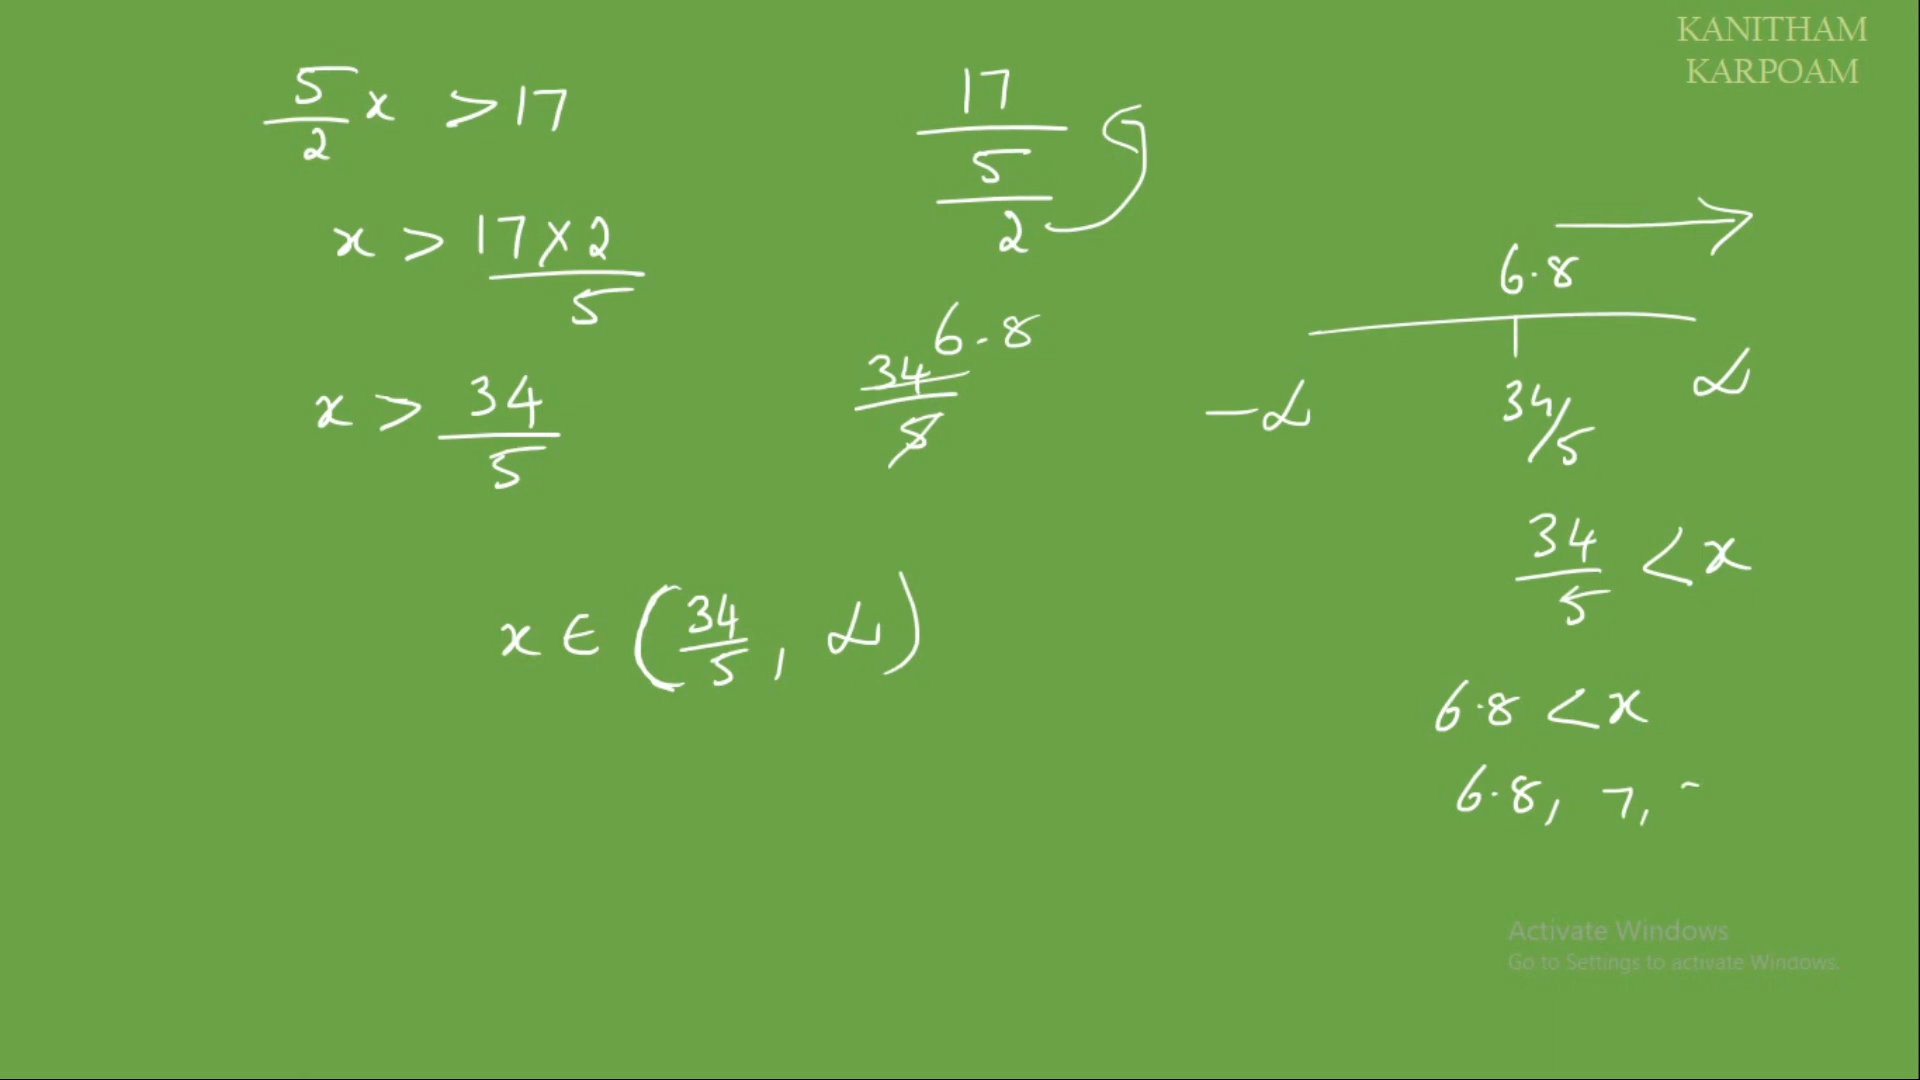 KANITHAM
KARPOAM
5/2 x > 17
x > 17 x 2 / 5
x > 34/5
x ∈ (34/5, ∞)
17
5
2
6.8
34/5
6.8
-∞ 34/5 ∞
34/5 < x
6.8 < x
6.8, 7,
Activate Windows
Go to Settings to activate Windows.